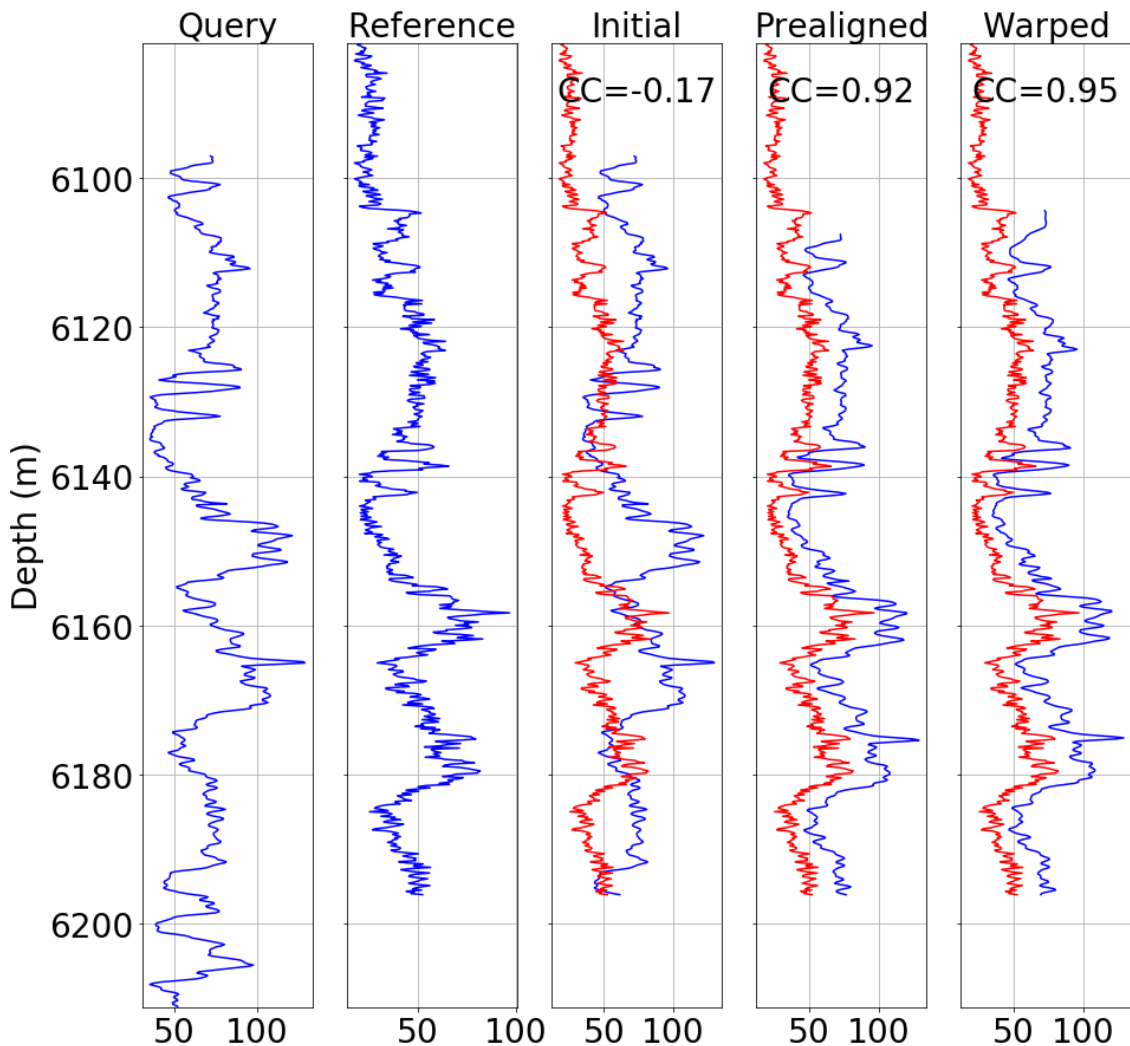 Query Reference Initial Prealigned Warped
CC=-0.17 CC=0.92 CC=0.95
6100
6120
6140
Depth (m)
6160
6180
6200
50 100 50 100 50 100 50 100 50 100